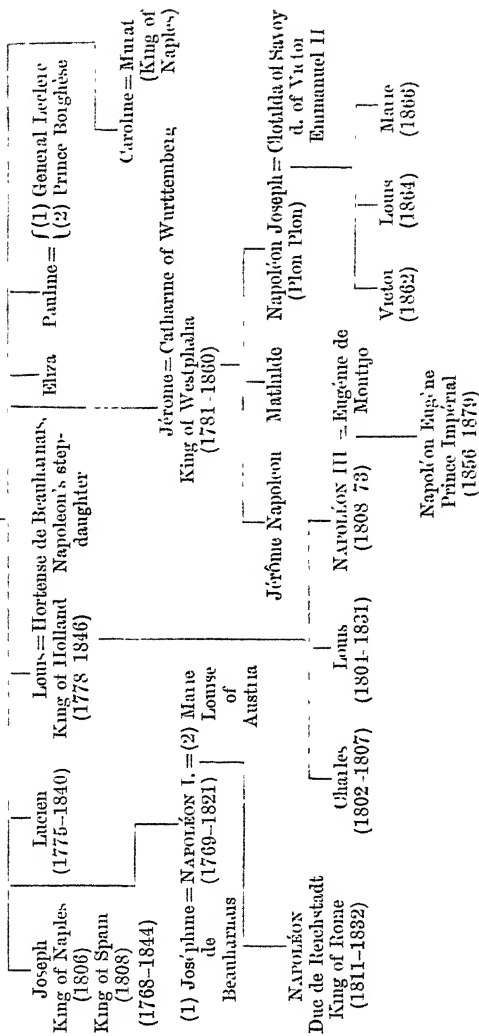 Joseph
King of Naples
(1806)
King of Spain
(1808)
(1768–1844)
Lucien
(1775–1840)
Louis = Hortense de Beauharnais,
King of Holland Napoleon's step-
(1778 1846) daughter
Eliza
Pauline = {(1) General Leclerc
{(2) Prince Borghèse
Caroline = Murat
(King of
Naples)
(1) Joséphine = NAPOLÉON I. = (2) Marie
de (1769–1821) Louise
Beauharnais of
Austria
Jérome = Catharine of Wurttemberg
King of Westphalia
(1781-1860)
NAPOLÉON
Duc de Reichstadt
King of Rome
(1811–1832)
Charles
(1802-1807)
Louis
(1804-1831)
NAPOLÉON III = Eugénie de
(1808 73) Montijo
Jérôme Napoleon
Mathilde
Napoléon Joseph = Clotilda of Savoy
(Plon Plon) d. of Victor
Emmanuel II
Napoléon Eugène
Prince Impérial
(1856 1879)
Victor
(1862)
Louis
(1864)
Marie
(1866)